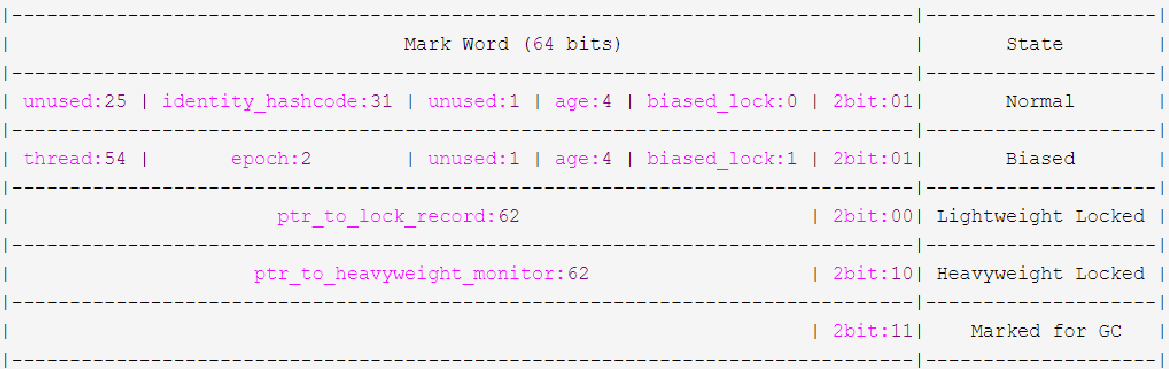 |------------------------------------------------------------------------------|--------------------|
| Mark Word (64 bits) | State |
|------------------------------------------------------------------------------|--------------------|
| unused:25 | identity_hashcode:31 | unused:1 | age:4 | biased_lock:0 | 2bit:01| Normal |
|------------------------------------------------------------------------------|--------------------|
| thread:54 | epoch:2 | unused:1 | age:4 | biased_lock:1 | 2bit:01| Biased |
|------------------------------------------------------------------------------|--------------------|
| ptr_to_lock_record:62 | 2bit:00| Lightweight Locked |
|------------------------------------------------------------------------------|--------------------|
| ptr_to_heavyweight_monitor:62 | 2bit:10| Heavyweight Locked |
|------------------------------------------------------------------------------|--------------------|
| | 2bit:11| Marked for GC |
|------------------------------------------------------------------------------|--------------------|